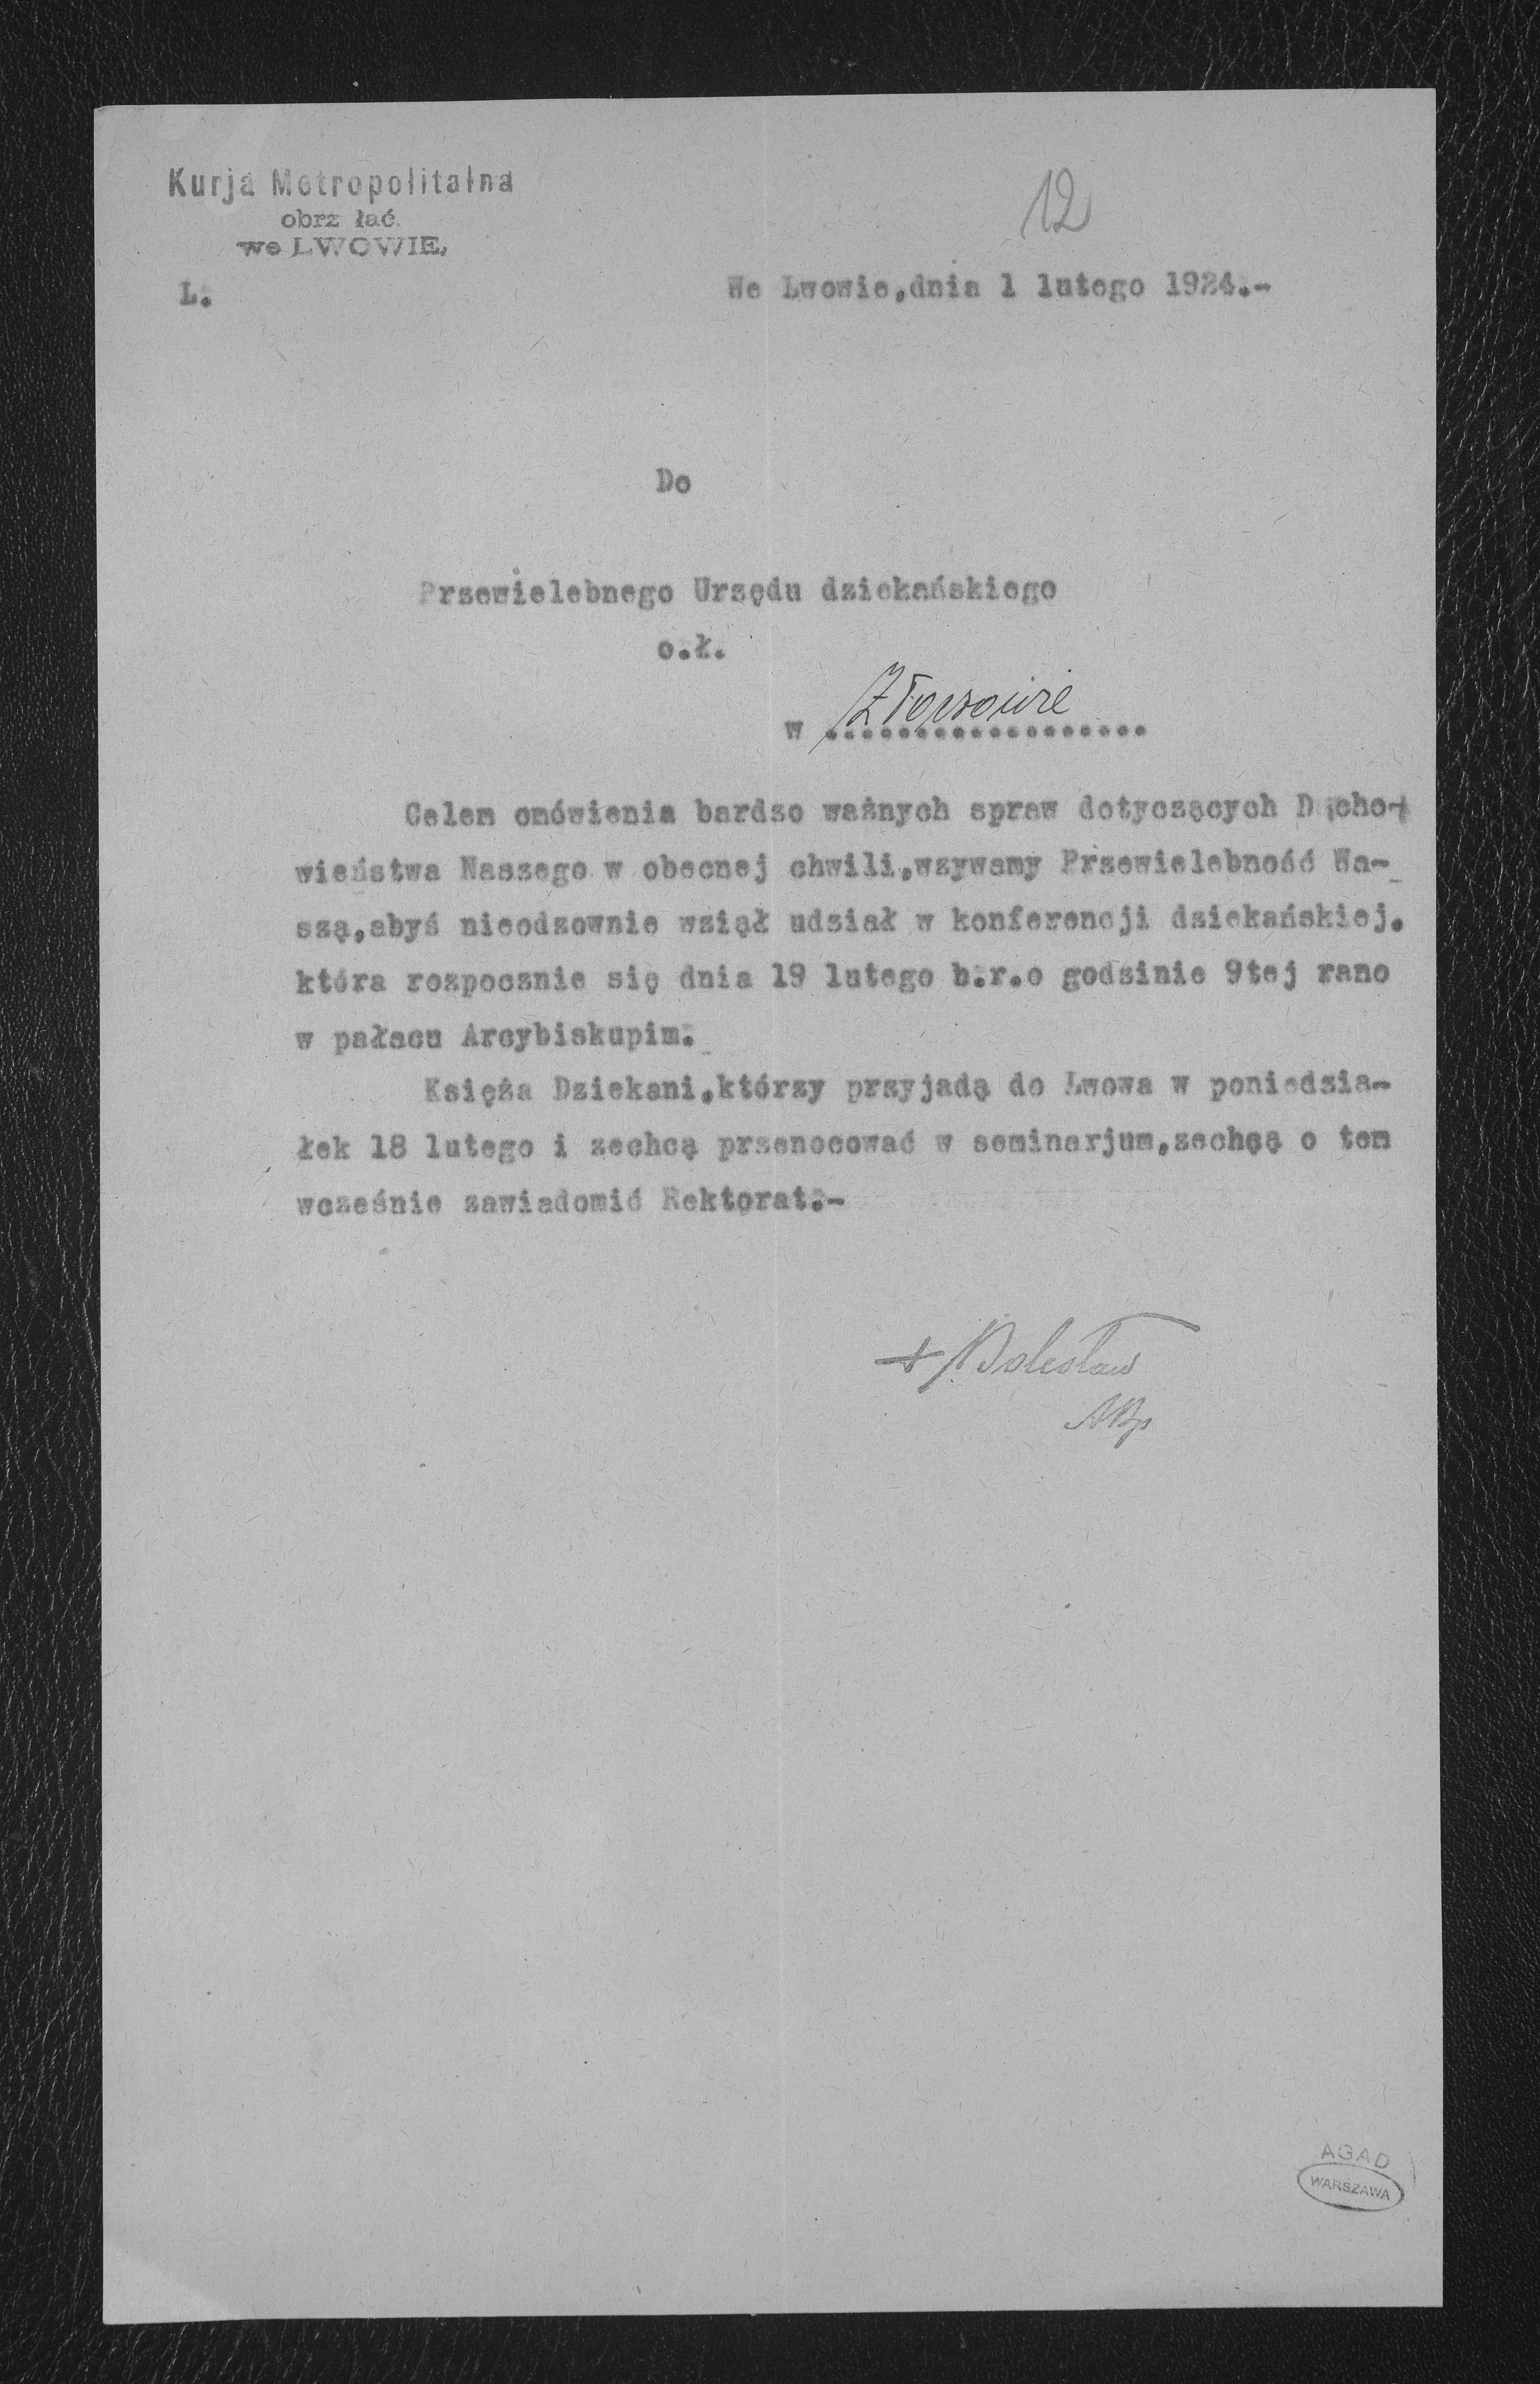 Kurja Metropolitalna
obrz łać.
we LWOWIE.
12
L.
We Lwowie,dnia 1 lutego 1924.-
Do
Przewielebnego Urzędu dziekańskiego
o.ł.
w Złoczowie
Celem omówienia bardzo ważnych spraw dotyczących Ducho-
wieństwa Naszego w obecnej chwili,wzywamy Przewielebność Wa-
szą,abyś nieodzownie wziął udział w konferencji dziekańskiej.
która rozpocznie się dnia 19 lutego b.r.o godzinie 9tej rano
w pałacu Arcybiskupim.
Księża Dziekani,którzy przyjadą do Lwowa w poniedzia-
łek 18 lutego i zechcą przenocować w seminarjum,zechcą o tem
wcześnie zawiadomić Rektorat.-
+ Bolesław
ABp
AGAD
WARSZAWA